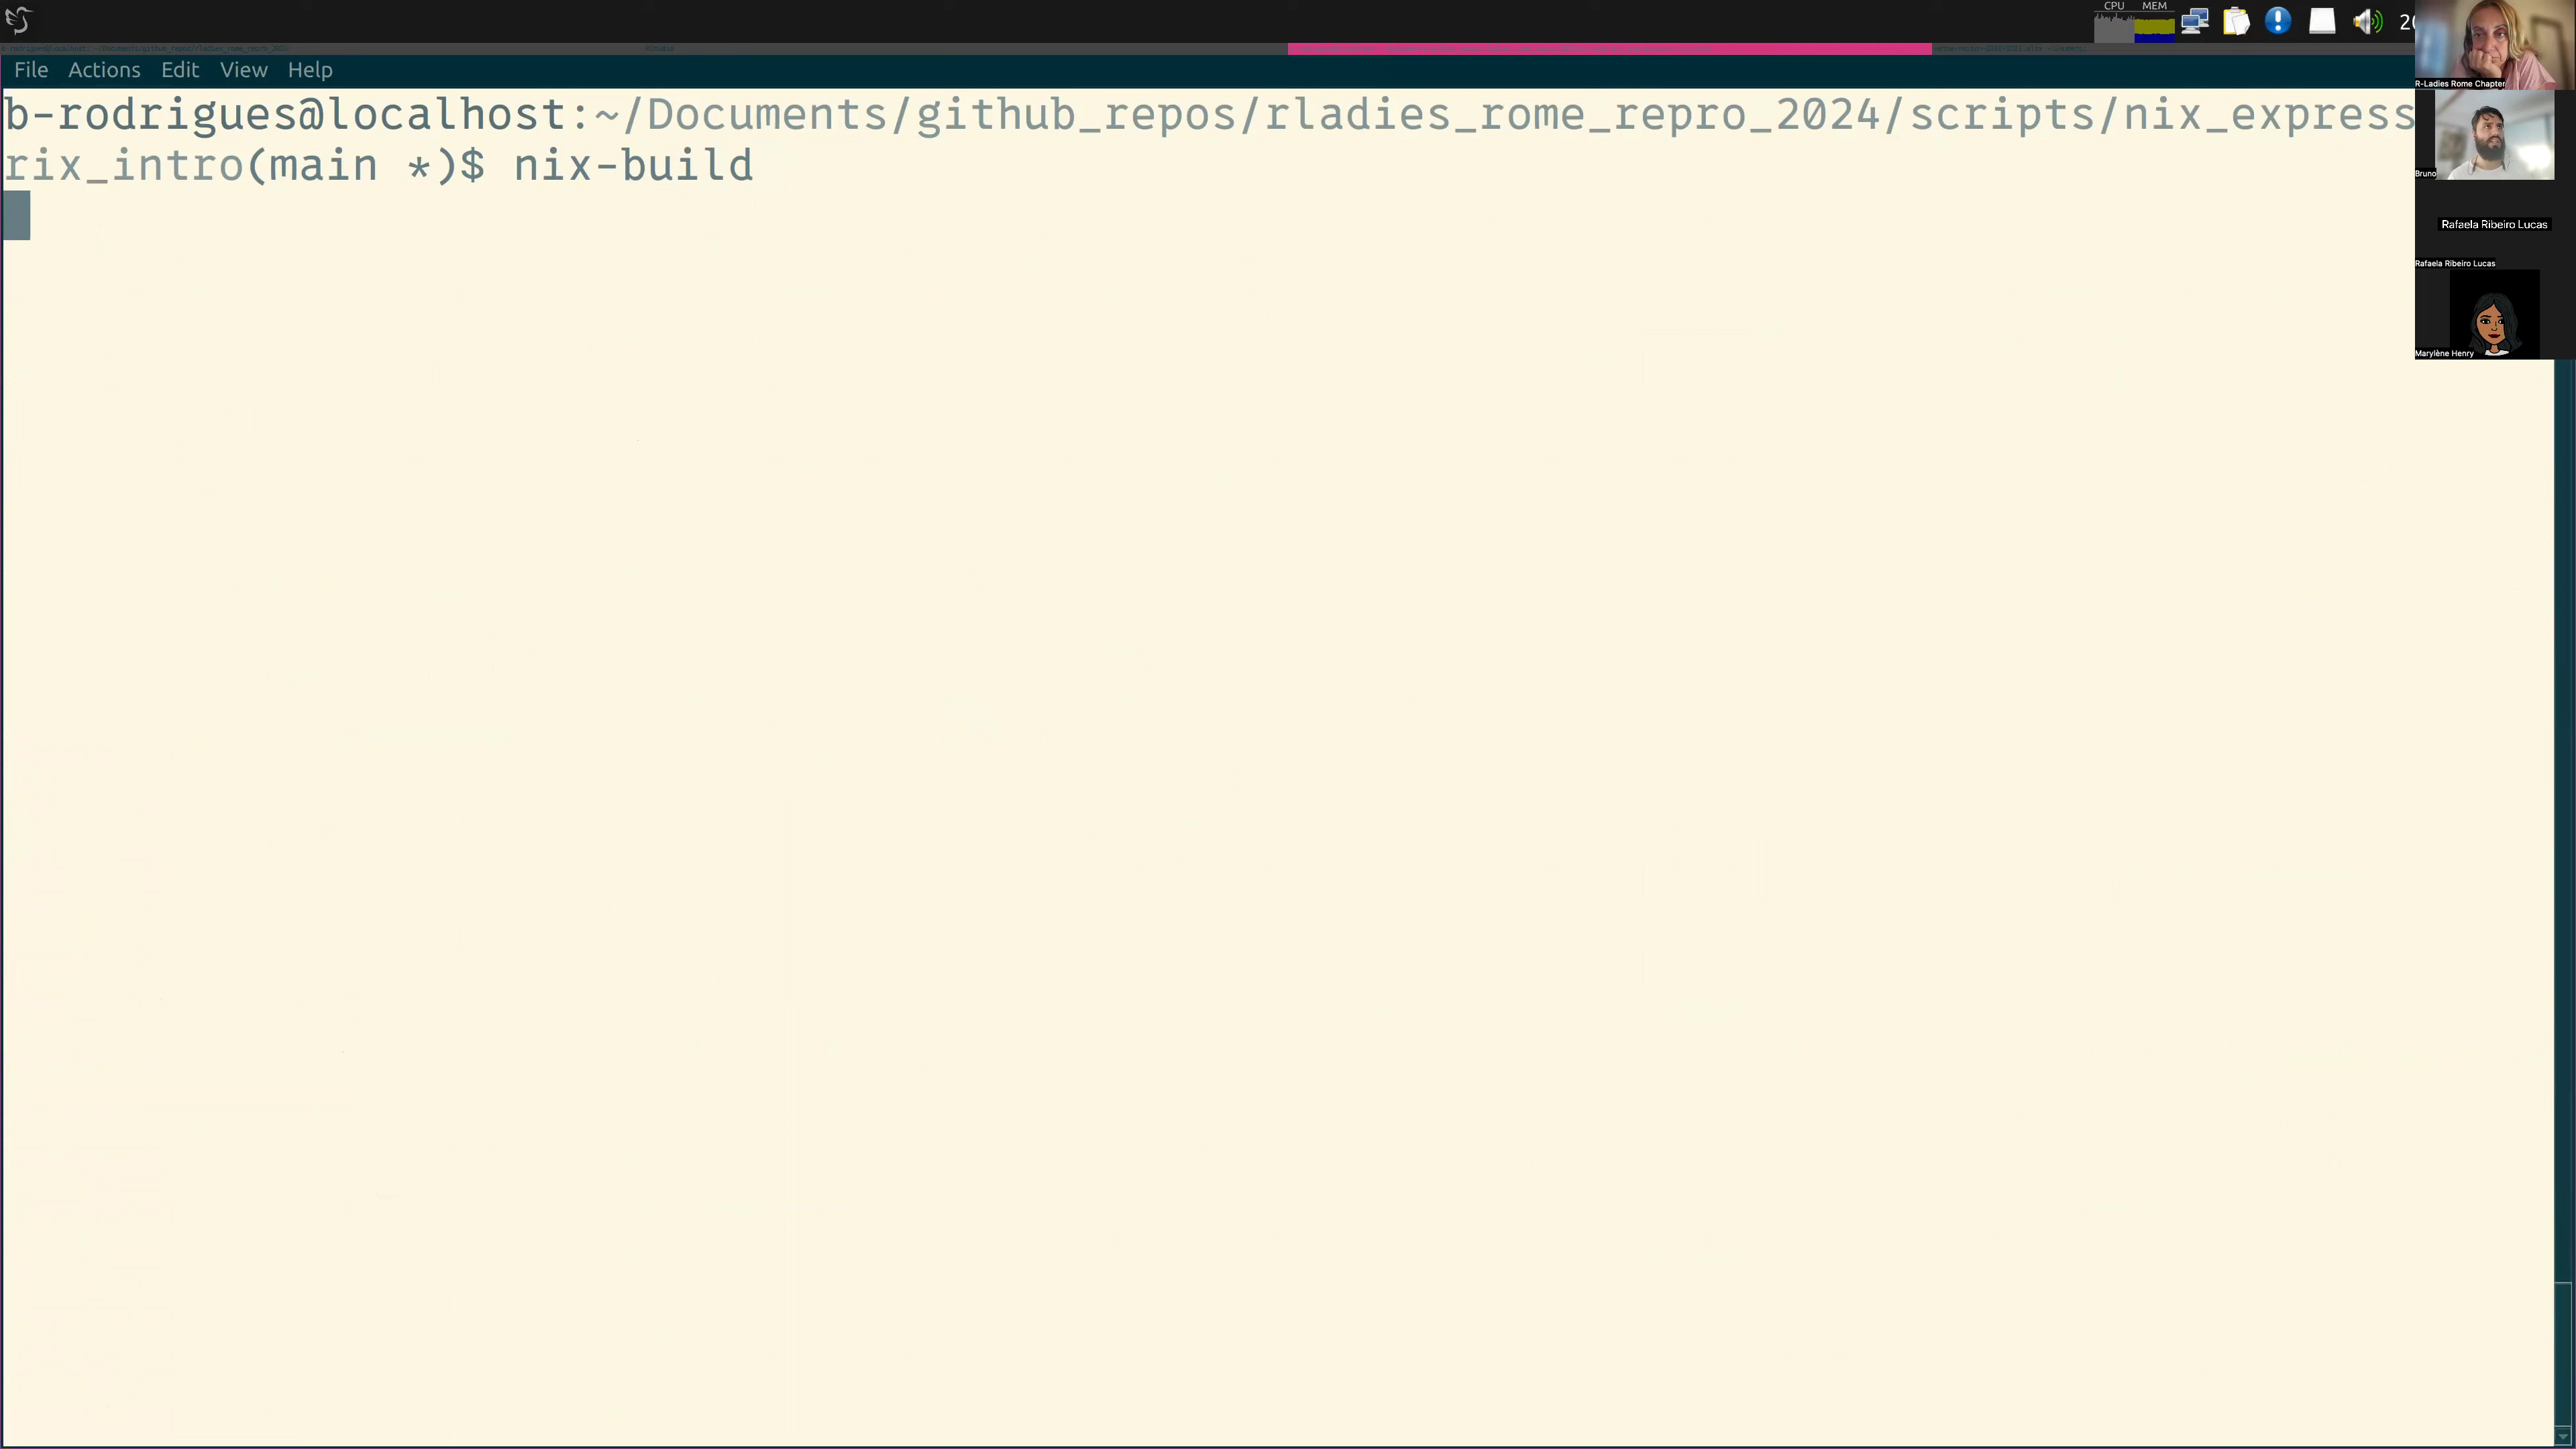 CPU MEM
File Actions Edit View Help
b-rodrigues@localhost:~/Documents/github_repos/rladies_rome_repro_2024/scripts/nix_express
rix_intro(main *)$ nix-build
R-Ladies Rome Chapter
Bruno
Rafaela Ribeiro Lucas
Rafaela Ribeiro Lucas
Marylène Henry